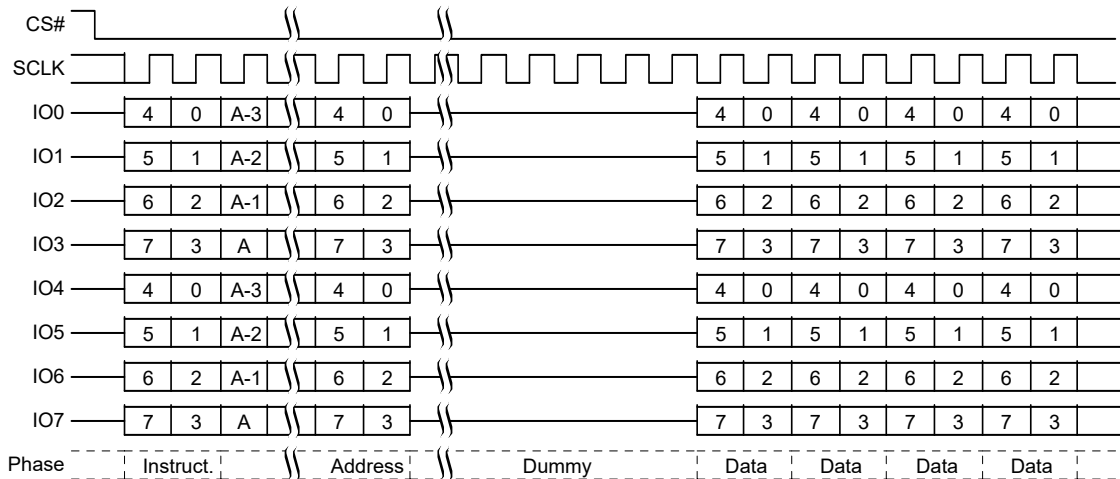 CS#
SCLK
IO0 4 0 A-3 4 0 4 0 4 0 4 0 4 0
IO1 5 1 A-2 5 1 5 1 5 1 5 1 5 1
IO2 6 2 A-1 6 2 6 2 6 2 6 2 6 2
IO3 7 3 A 7 3 7 3 7 3 7 3 7 3
IO4 4 0 A-3 4 0 4 0 4 0 4 0 4 0
IO5 5 1 A-2 5 1 5 1 5 1 5 1 5 1
IO6 6 2 A-1 6 2 6 2 6 2 6 2 6 2
IO7 7 3 A 7 3 7 3 7 3 7 3 7 3
Phase Instruct. Address Dummy Data Data Data Data